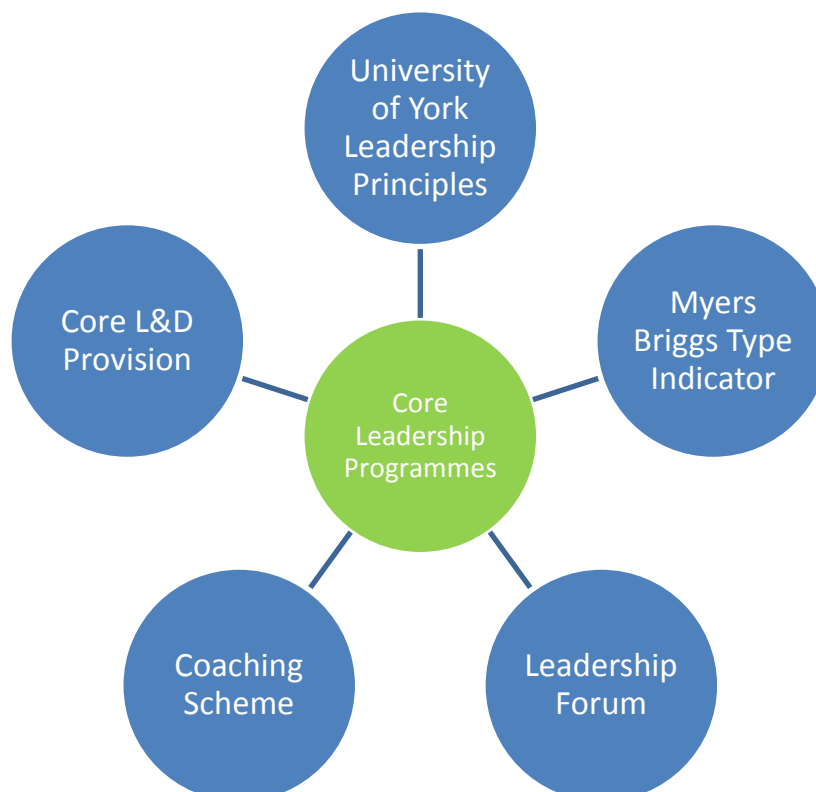 University
of York
Leadership
Principles
Core L&D
Provision
Myers
Briggs Type
Indicator
Core
Leadership
Programmes
Coaching
Scheme
Leadership
Forum